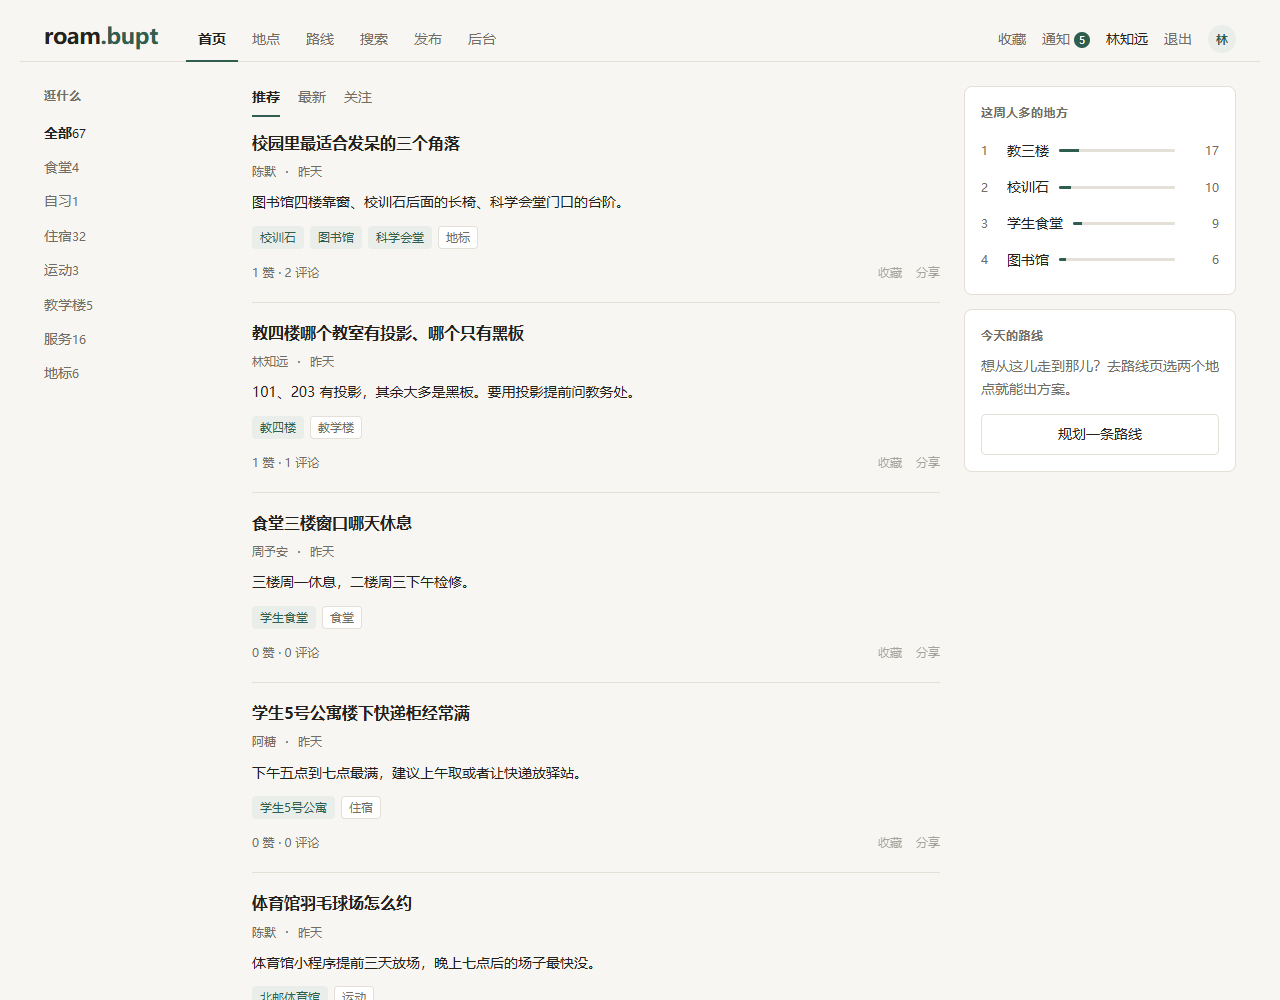 roam.bupt 首页 地点 路线 搜索 发布 后台 收藏 通知 5 林知远 退出 林
逛什么
全部67
食堂4
自习1
住宿32
运动3
教学楼5
服务16
地标6
推荐 最新 关注
校园里最适合发呆的三个角落
陈默 · 昨天
图书馆四楼靠窗、校训石后面的长椅、科学会堂门口的台阶。
校训石 图书馆 科学会堂 地标
1 赞 · 2 评论 收藏 分享
教四楼哪个教室有投影、哪个只有黑板
林知远 · 昨天
101、203 有投影，其余大多是黑板。要用投影提前问教务处。
教四楼 教学楼
1 赞 · 1 评论 收藏 分享
食堂三楼窗口哪天休息
周予安 · 昨天
三楼周一休息，二楼周三下午检修。
学生食堂 食堂
0 赞 · 0 评论 收藏 分享
学生5号公寓楼下快递柜经常满
阿糖 · 昨天
下午五点到七点最满，建议上午取或者让快递放驿站。
学生5号公寓 住宿
0 赞 · 0 评论 收藏 分享
体育馆羽毛球场怎么约
陈默 · 昨天
体育馆小程序提前三天放场，晚上七点后的场子最快没。
北邮体育馆 运动
这周人多的地方
1 教三楼 17
2 校训石 10
3 学生食堂 9
4 图书馆 6
今天的路线
想从这儿走到那儿？去路线页选两个地
点就能出方案。
规划一条路线